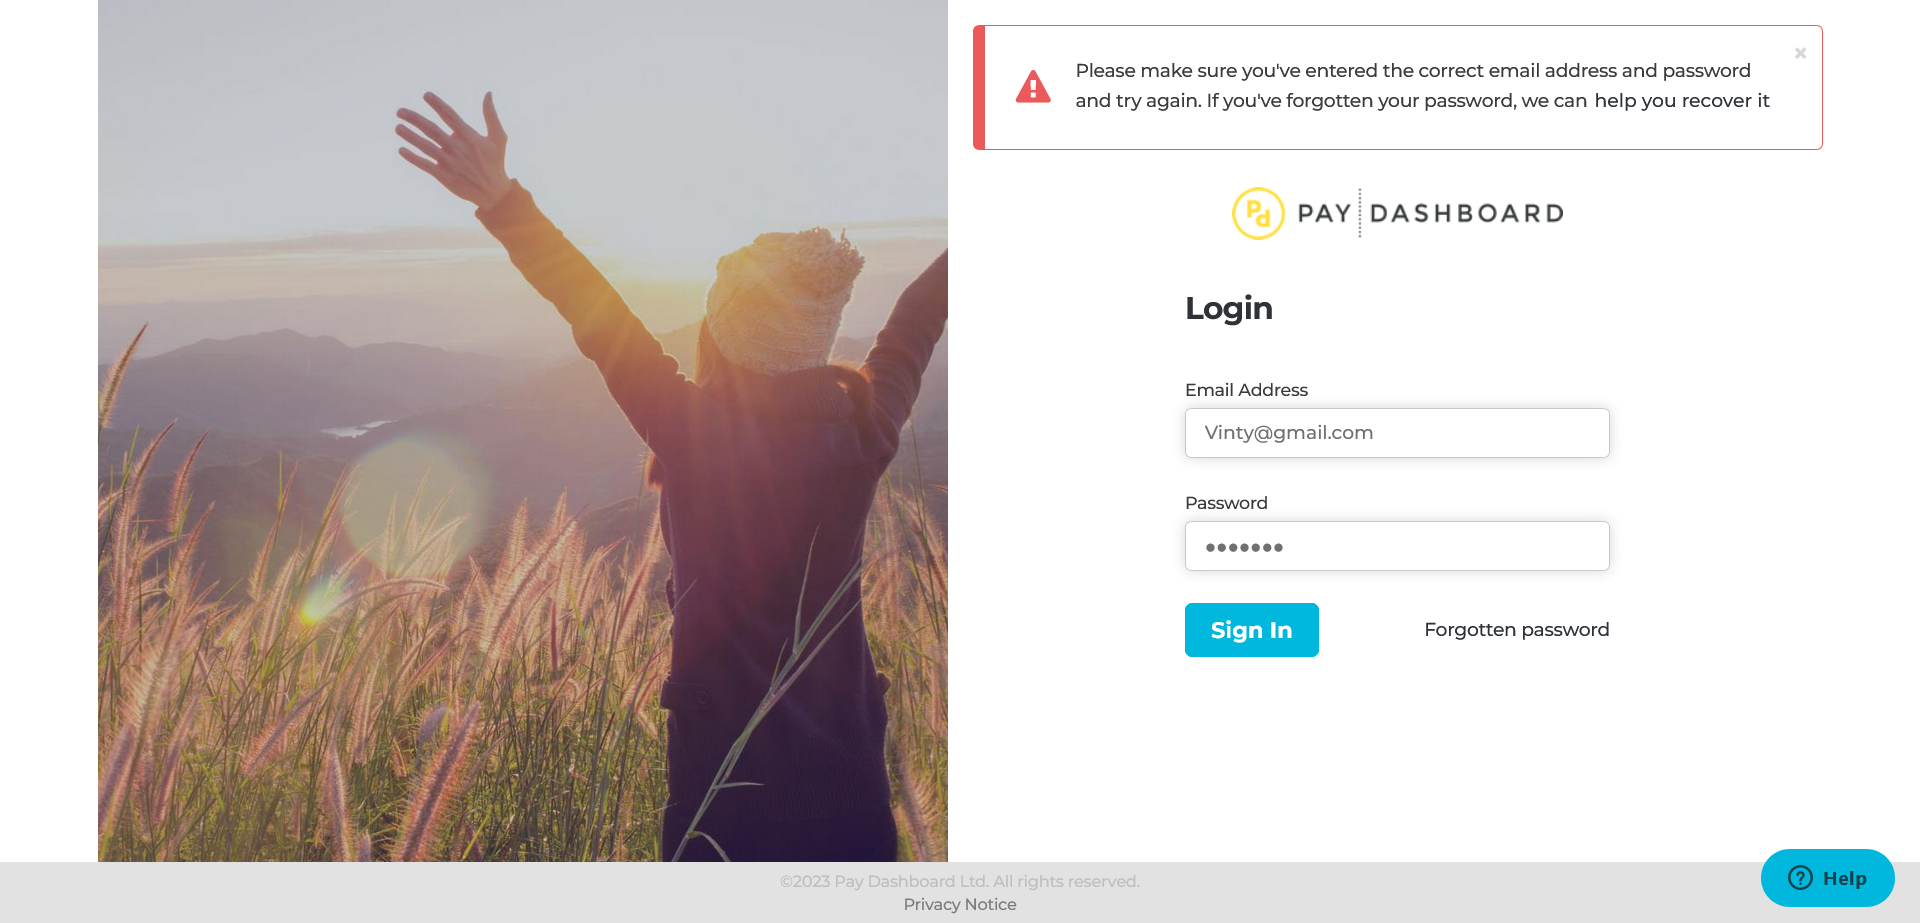 ×
Please make sure you've entered the correct email address and password
and try again. If you've forgotten your password, we can help you recover it
Pd PAY DASHBOARD
Login
Email Address
Vinty@gmail.com
Password
•••••••
Sign In
Forgotten password
©2023 Pay Dashboard Ltd. All rights reserved.
Privacy Notice
Help